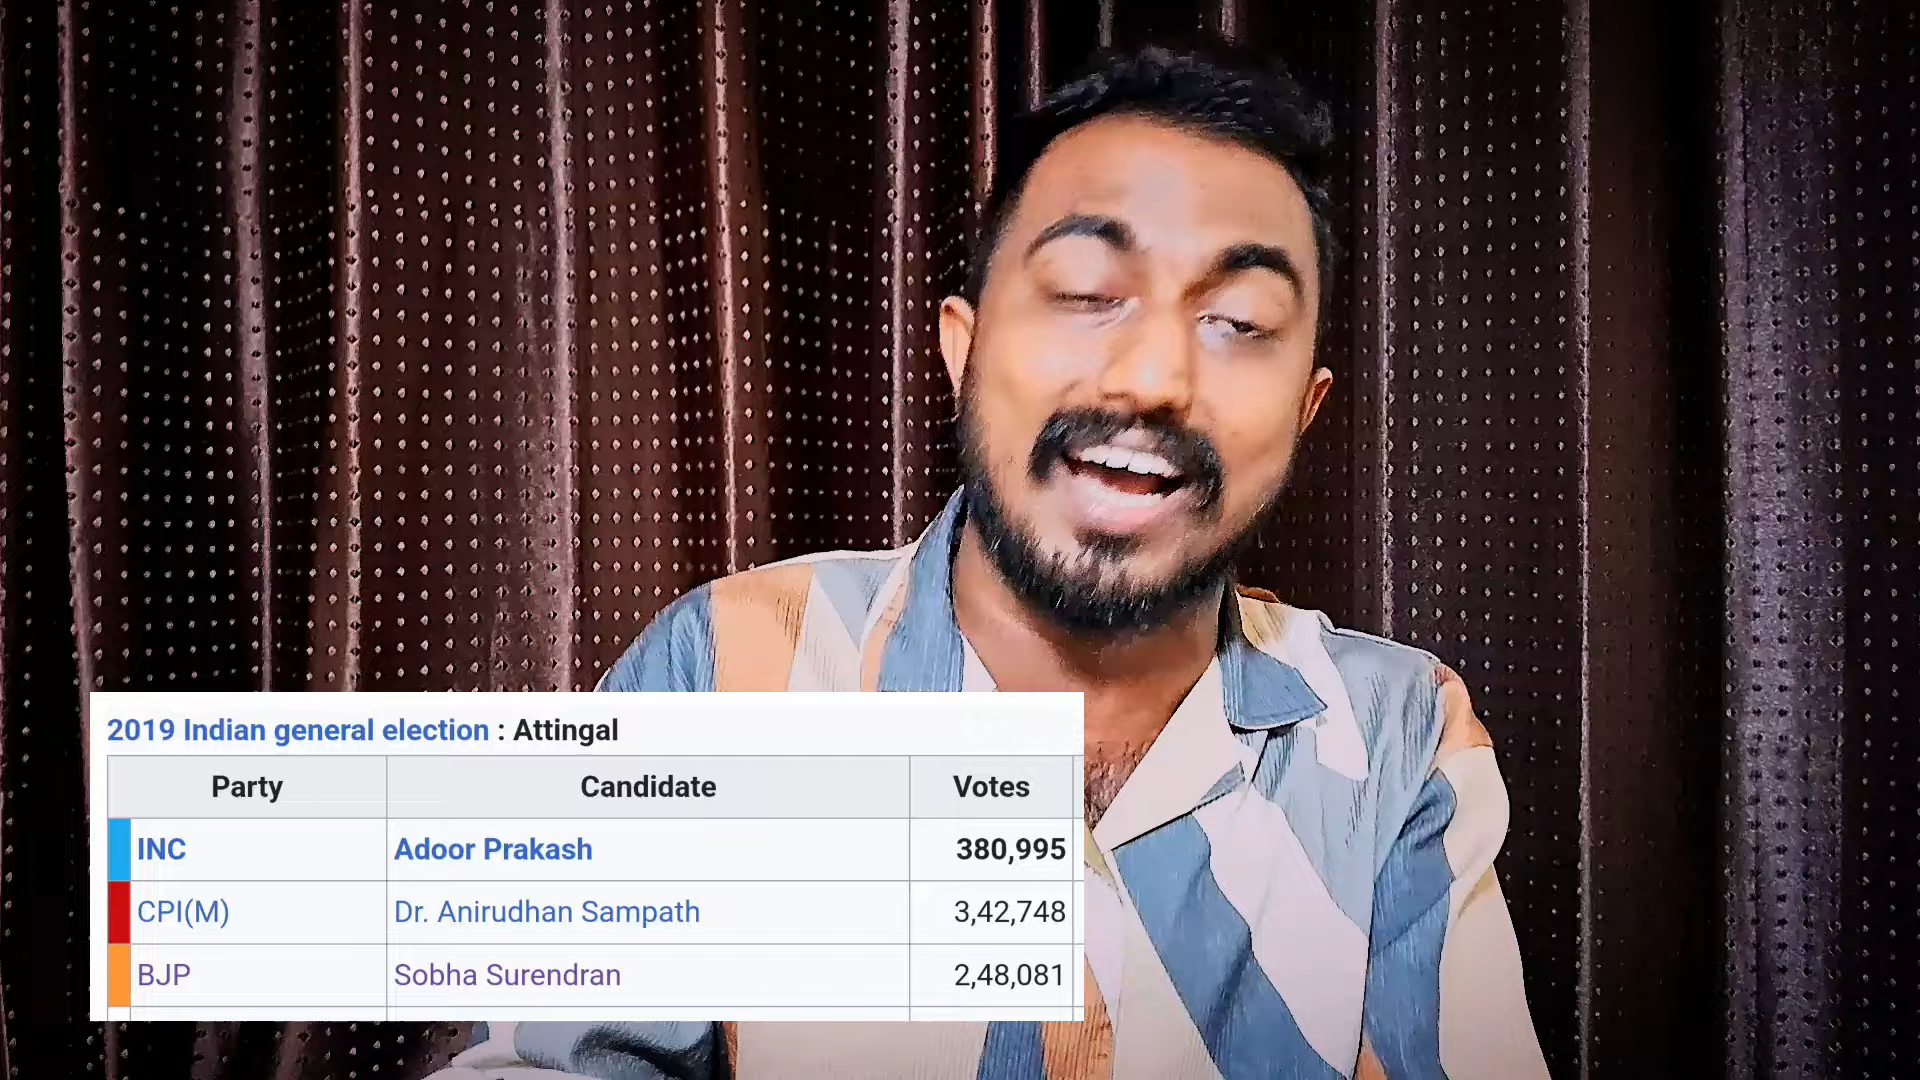 2019 Indian general election : Attingal
Party Candidate Votes
INC Adoor Prakash 380,995
CPI(M) Dr. Anirudhan Sampath 3,42,748
BJP Sobha Surendran 2,48,081